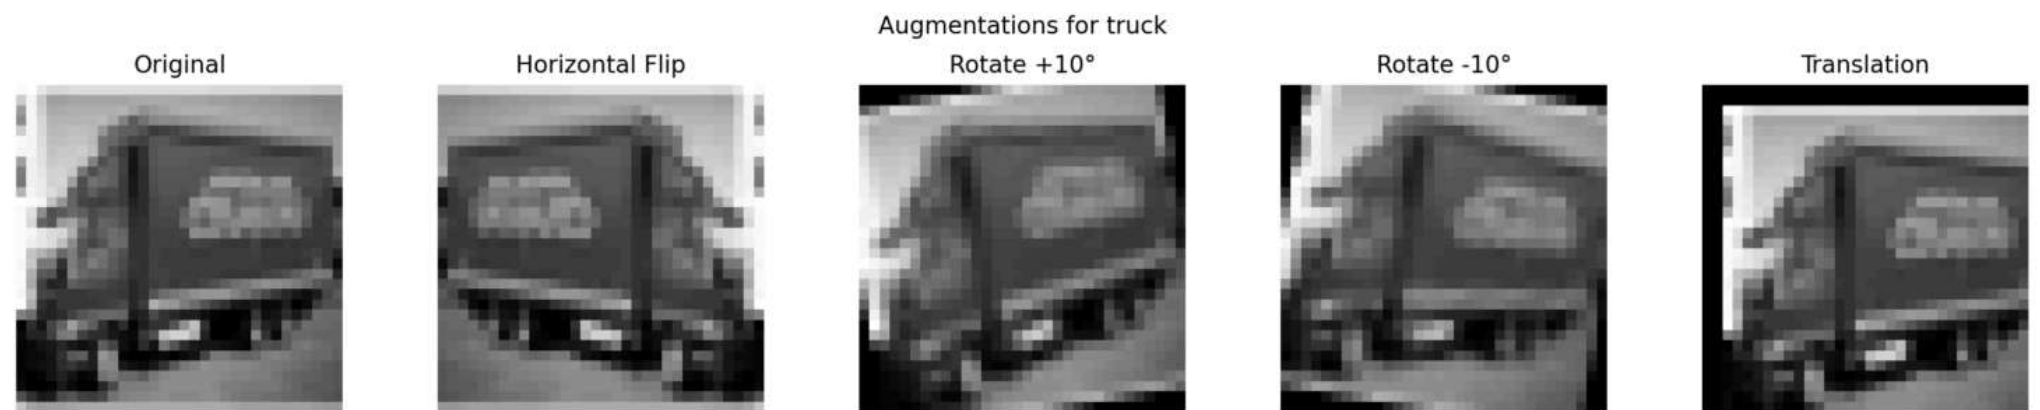 Augmentations for truck
Original
Horizontal Flip
Rotate +10°
Rotate -10°
Translation